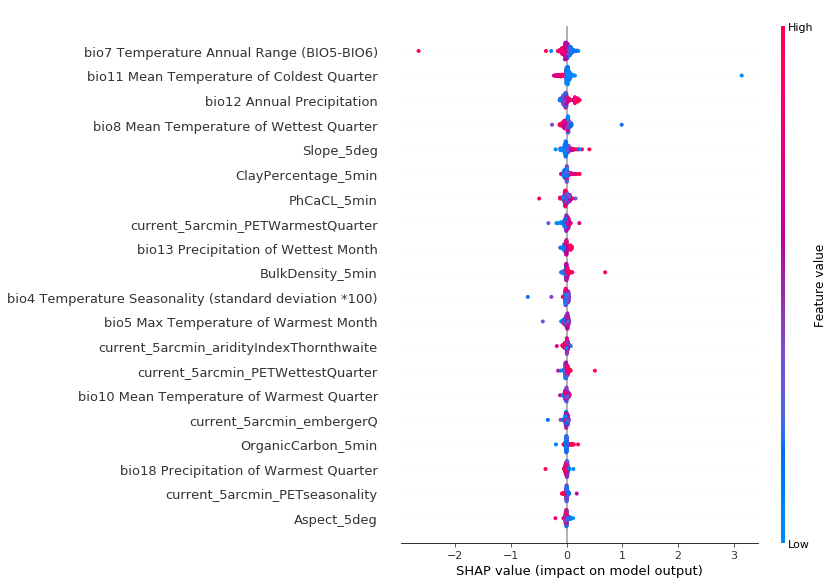 High
bio7 Temperature Annual Range (BIO5-BIO6)
bio11 Mean Temperature of Coldest Quarter
bio12 Annual Precipitation
bio8 Mean Temperature of Wettest Quarter
Slope_5deg
ClayPercentage_5min
PhCaCL_5min
current_5arcmin_PETWarmestQuarter
bio13 Precipitation of Wettest Month
BulkDensity_5min
bio4 Temperature Seasonality (standard deviation *100)
bio5 Max Temperature of Warmest Month
current_5arcmin_aridityIndexThornthwaite
current_5arcmin_PETWettestQuarter
bio10 Mean Temperature of Warmest Quarter
current_5arcmin_embergerQ
OrganicCarbon_5min
bio18 Precipitation of Warmest Quarter
current_5arcmin_PETseasonality
Aspect_5deg
Feature value
Low
−2 −1 0 1 2 3
SHAP value (impact on model output)